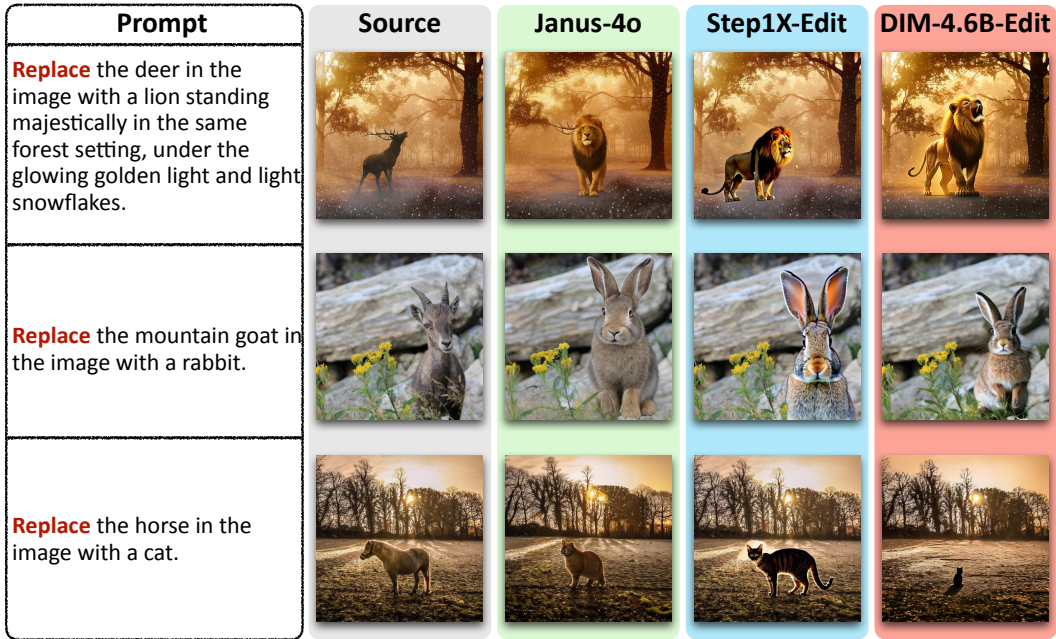 Prompt
Source
Janus-4o
Step1X-Edit
DIM-4.6B-Edit
Replace the deer in the
image with a lion standing
majestically in the same
forest setting, under the
glowing golden light and light
snowflakes.
Replace the mountain goat in
the image with a rabbit.
Replace the horse in the
image with a cat.